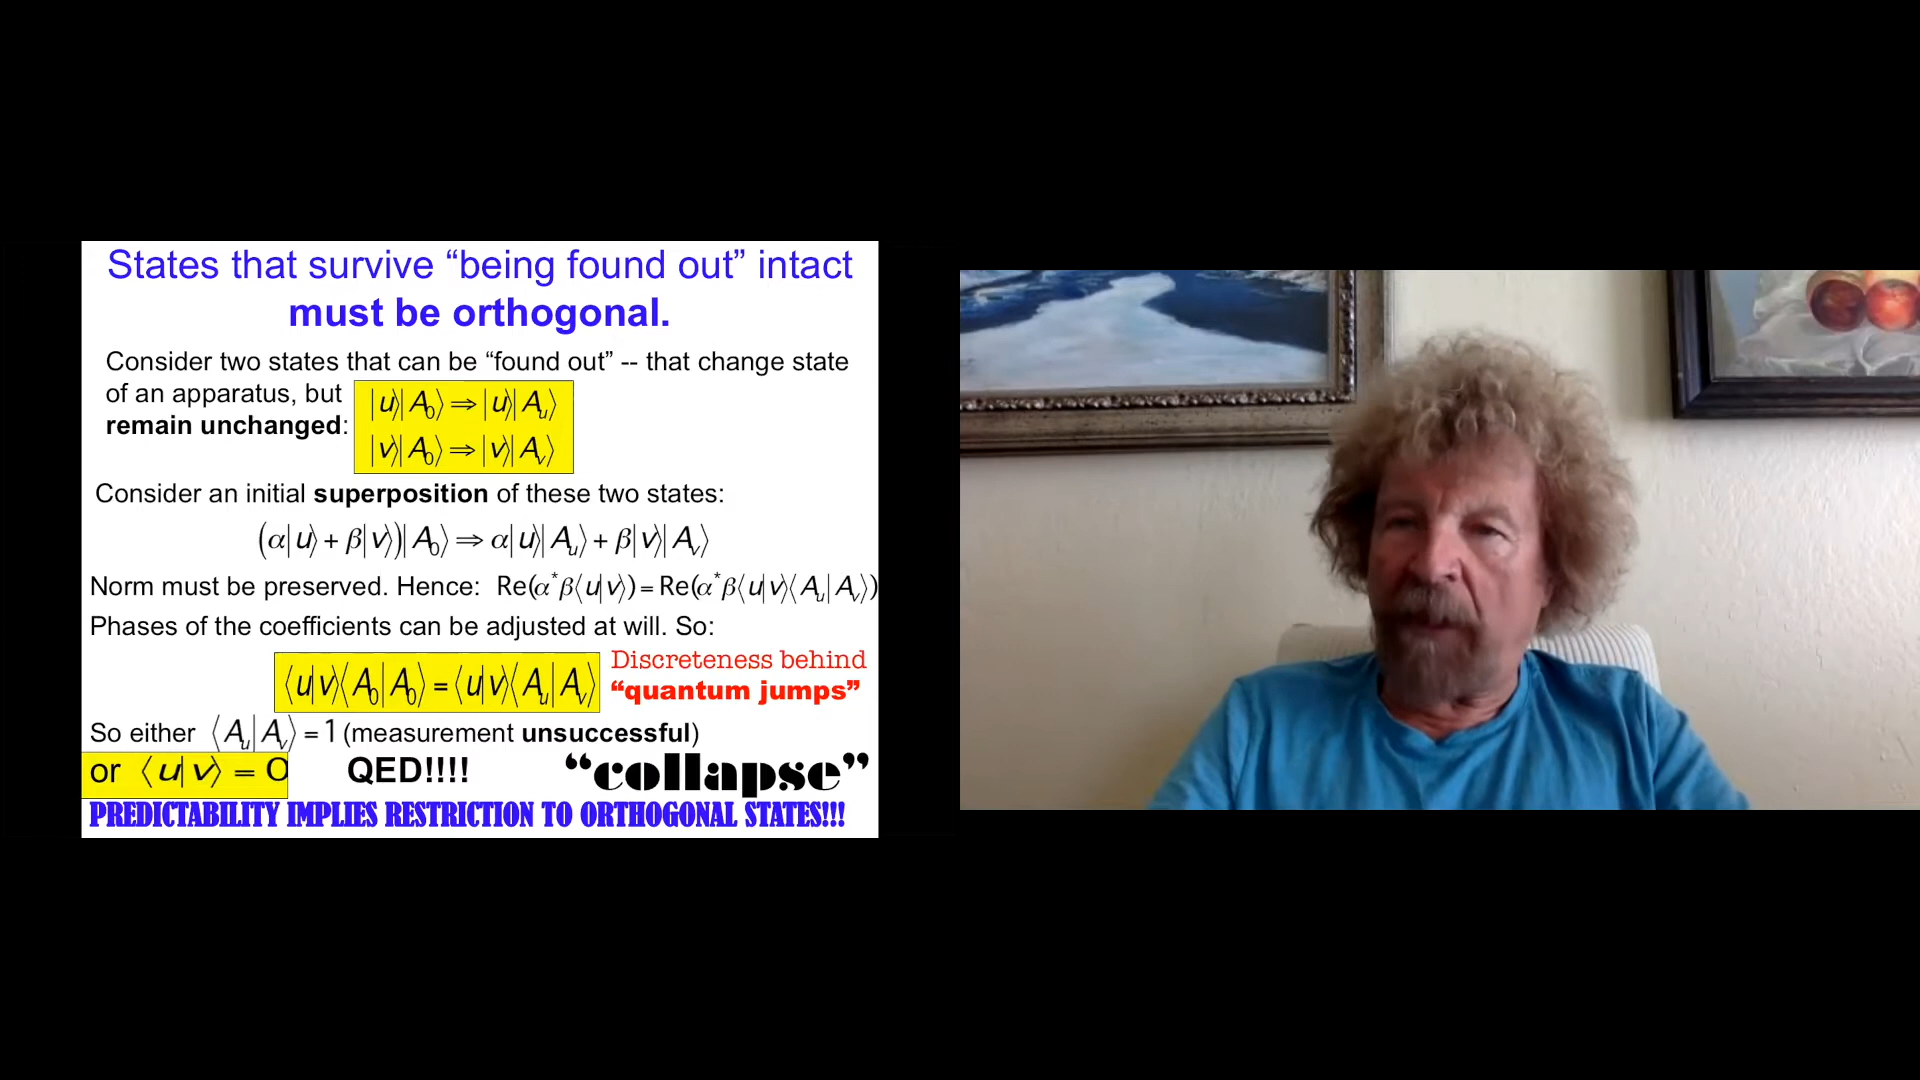 States that survive “being found out” intact
must be orthogonal.
Consider two states that can be “found out” -- that change state
of an apparatus, but
remain unchanged:
|u⟩|A₀⟩⇒|u⟩|Aᵤ⟩
|v⟩|A₀⟩⇒|v⟩|Aᵥ⟩
Consider an initial superposition of these two states:
(α|u⟩+β|v⟩)|A₀⟩⇒α|u⟩|Aᵤ⟩+β|v⟩|Aᵥ⟩
Norm must be preserved. Hence: Re(α*β⟨u|v⟩)=Re(α*β⟨u|v⟩⟨Aᵤ|Aᵥ⟩)
Phases of the coefficients can be adjusted at will. So:
⟨u|v⟩⟨A₀|A₀⟩=⟨u|v⟩⟨Aᵤ|Aᵥ⟩
Discreteness behind
“quantum jumps”
So either ⟨Aᵤ|Aᵥ⟩=1 (measurement unsuccessful)
or ⟨u|v⟩ = 0 QED!!!! “collapse”
PREDICTABILITY IMPLIES RESTRICTION TO ORTHOGONAL STATES!!!